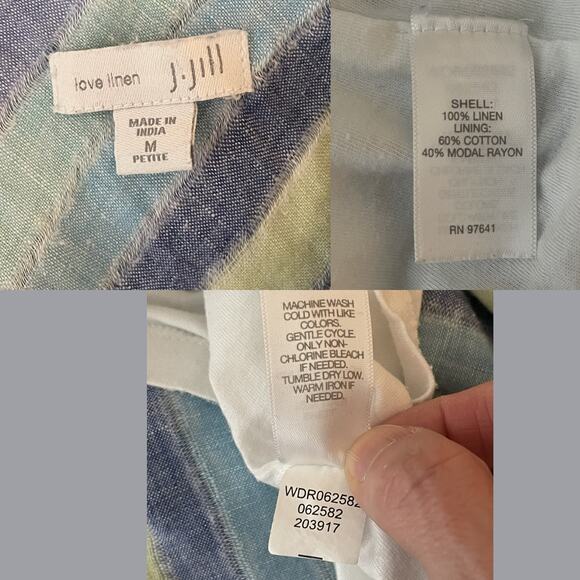 love linen J.Jill
MADE IN
INDIA
M
PETITE
SHELL:
100% LINEN
LINING:
60% COTTON
40% MODAL RAYON
RN 97641
MACHINE WASH
COLD WITH LIKE
COLORS.
GENTLE CYCLE.
ONLY NON-
CHLORINE BLEACH
IF NEEDED.
TUMBLE DRY LOW.
WARM IRON IF
NEEDED.
WDR062582
062582
203917